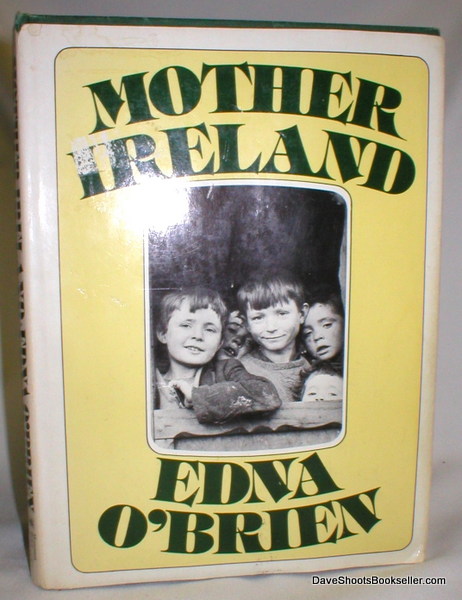 MOTHER
IRELAND
EDNA
O'BRIEN
DaveShootsBookseller.com